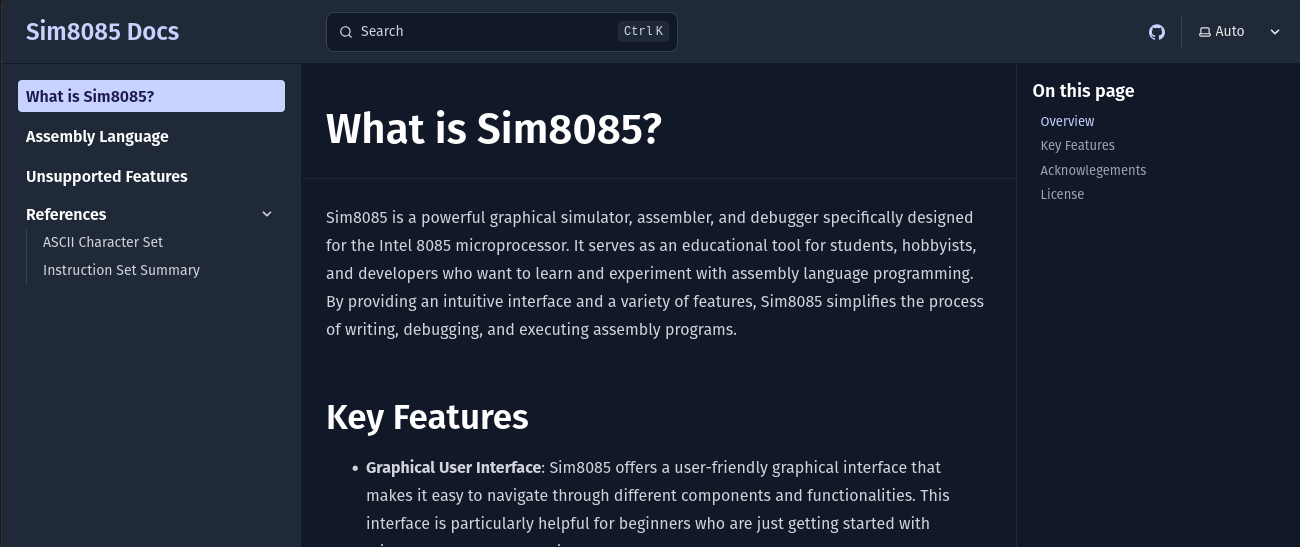 Sim8085 Docs
Search
Ctrl K
Auto
What is Sim8085?
Assembly Language
Unsupported Features
References
ASCII Character Set
Instruction Set Summary
What is Sim8085?
Sim8085 is a powerful graphical simulator, assembler, and debugger specifically designed
for the Intel 8085 microprocessor. It serves as an educational tool for students, hobbyists,
and developers who want to learn and experiment with assembly language programming.
By providing an intuitive interface and a variety of features, Sim8085 simplifies the process
of writing, debugging, and executing assembly programs.
Key Features
• Graphical User Interface: Sim8085 offers a user-friendly graphical interface that
makes it easy to navigate through different components and functionalities. This
interface is particularly helpful for beginners who are just getting started with
On this page
Overview
Key Features
Acknowlegements
License